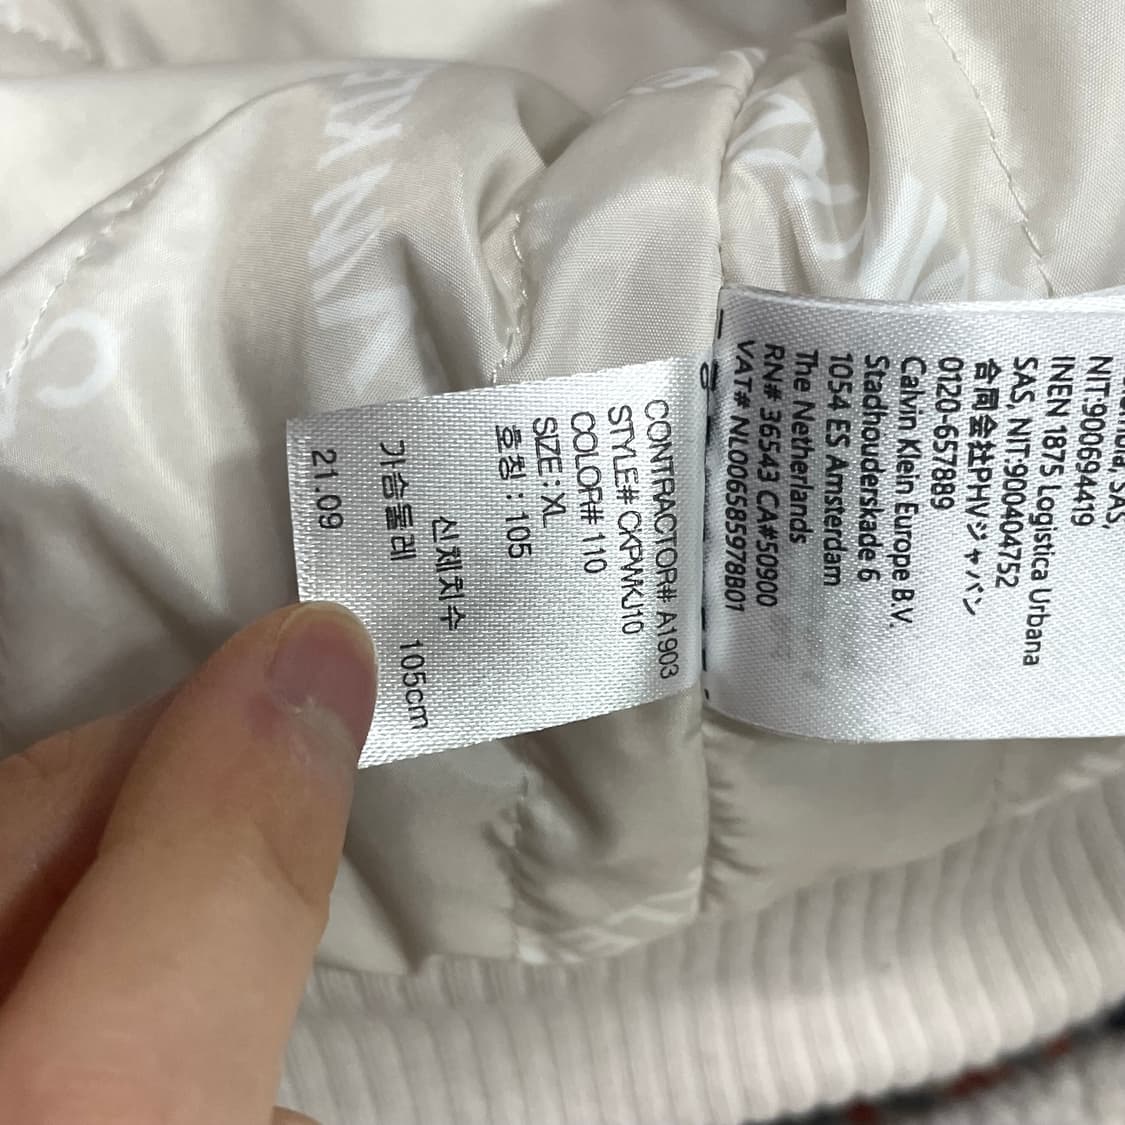 CONTRACTOR# A1903
STYLE# CKPWKJ10
COLOR# 110
SIZE: XL
호칭 : 105
신체치수
가슴둘레 105cm
21.09
SAS,
NIT:900694419
INEN 1875 Logistica Urbana
SAS, NIT:900404752
合同会社PHVジャパン
0120-657889
Calvin Klein Europe B.V.
Stadhouderskade 6
1054 ES Amsterdam
The Netherlands
RN# 36543 CA#50900
VAT# NL006585978B01